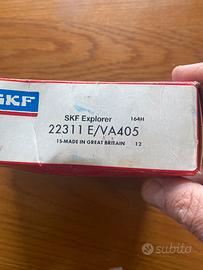 SKF
SKF Explorer
164H
22311 E/VA405
15-MADE IN GREAT BRITAIN 12
subito